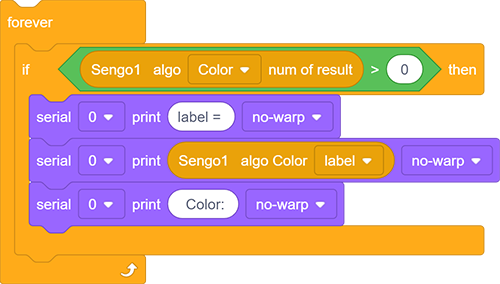 forever
if Sengo1 algo Color num of result > 0 then
serial 0 print label = no-warp
serial 0 print Sengo1 algo Color label no-warp
serial 0 print Color: no-warp